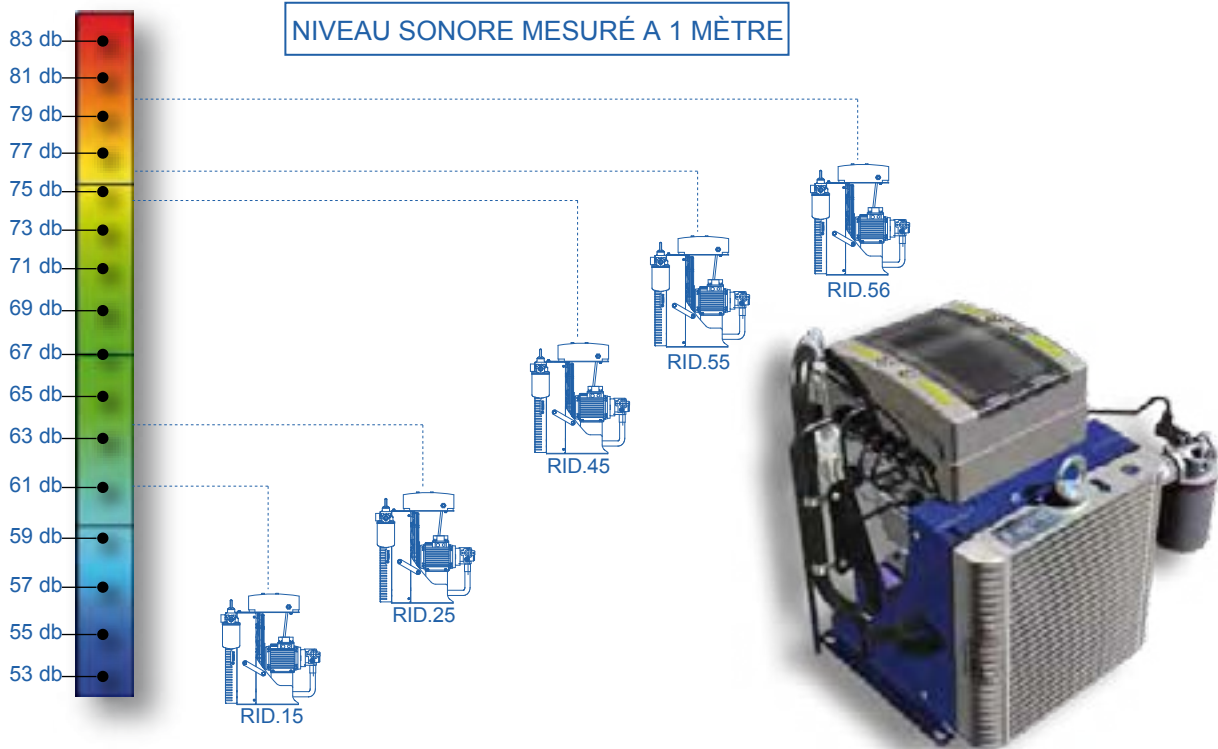 NIVEAU SONORE MESURÉ A 1 MÈTRE
83 db
81 db
79 db
77 db
75 db
73 db
71 db
69 db
67 db
65 db
63 db
61 db
59 db
57 db
55 db
53 db
RID.56
RID.55
RID.45
RID.25
RID.15